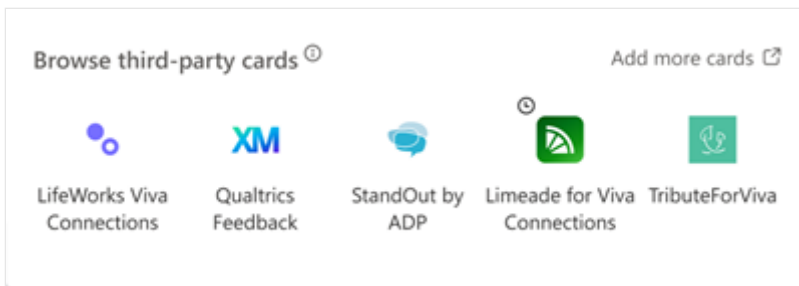 Browse third-party cards
Add more cards
XM
LifeWorks Viva
Connections
Qualtrics
Feedback
StandOut by
ADP
Limeade for Viva
Connections
TributeForViva